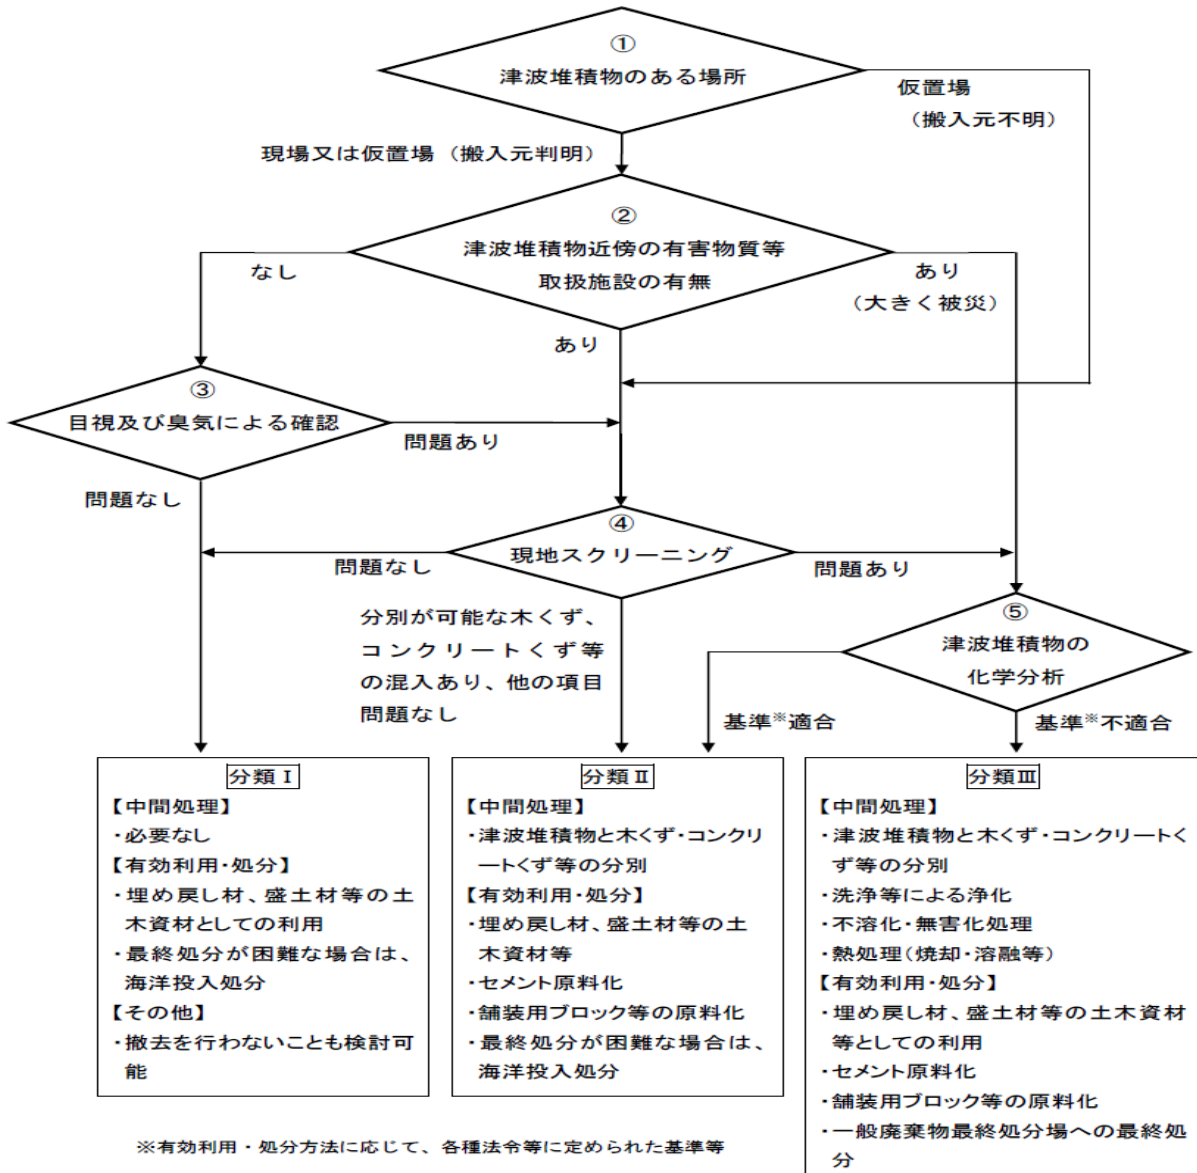 ①
津波堆積物のある場所
仮置場
（搬入元不明）
現場又は仮置場（搬入元判明）
②
津波堆積物近傍の有害物質等
取扱施設の有無
なし
あり
（大きく被災）
あり
③
目視及び臭気による確認
問題あり
問題なし
④
現地スクリーニング
問題なし
問題あり
分別が可能な木くず、
コンクリートくず等
の混入あり、他の項目
問題なし
⑤
津波堆積物の
化学分析
基準※適合
基準※不適合
分類Ⅰ
【中間処理】
・必要なし
【有効利用・処分】
・埋め戻し材、盛土材等の土
木資材としての利用
・最終処分が困難な場合は、
海洋投入処分
【その他】
・撤去を行わないことも検討可
能
分類Ⅱ
【中間処理】
・津波堆積物と木くず・コンクリ
ートくず等の分別
【有効利用・処分】
・埋め戻し材、盛土材等の土
木資材等
・セメント原料化
・舗装用ブロック等の原料化
・最終処分が困難な場合は、
海洋投入処分
分類Ⅲ
【中間処理】
・津波堆積物と木くず・コンクリートく
ず等の分別
・洗浄等による浄化
・不溶化・無害化処理
・熱処理（焼却・溶融等）
【有効利用・処分】
・埋め戻し材、盛土材等の土木資材
等としての利用
・セメント原料化
・舗装用ブロック等の原料化
・一般廃棄物最終処分場への最終処
分
※有効利用・処分方法に応じて、各種法令等に定められた基準等